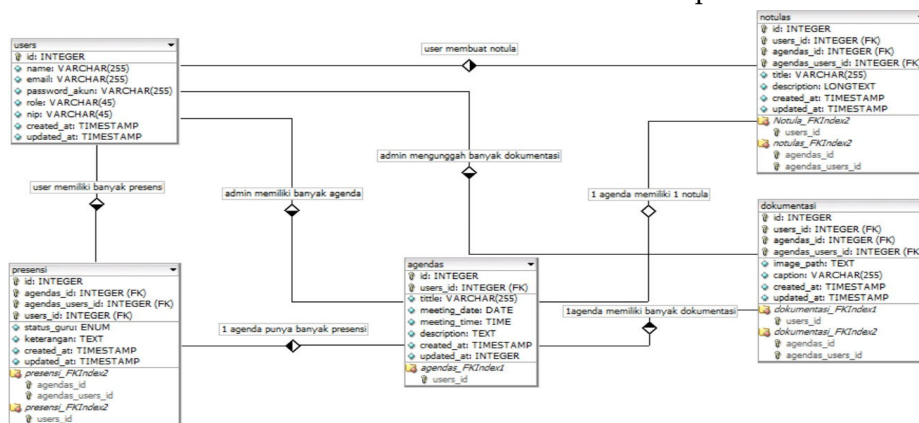 users
id: INTEGER
name: VARCHAR(255)
email: VARCHAR(255)
password_akun: VARCHAR(255)
role: VARCHAR(45)
nip: VARCHAR(45)
created_at: TIMESTAMP
updated_at: TIMESTAMP
user membuat notula
notulas
id: INTEGER
users_id: INTEGER (FK)
agendas_id: INTEGER (FK)
agendas_users_id: INTEGER (FK)
title: VARCHAR(255)
description: LONGTEXT
created_at: TIMESTAMP
updated_at: TIMESTAMP
Notula_FKIndex2
users_id
notulas_FKIndex2
agendas_id
agendas_users_id
user memiliki banyak presensi
admin memiliki banyak agenda
admin mengunggah banyak dokumentasi
1 agenda memiliki 1 notula
dokumentasi
id: INTEGER
users_id: INTEGER (FK)
agendas_id: INTEGER (FK)
agendas_users_id: INTEGER (FK)
image_path: TEXT
caption: VARCHAR(255)
created_at: TIMESTAMP
updated_at: TIMESTAMP
dokumentasi_FKIndex1
users_id
dokumentasi_FKIndex2
agendas_id
agendas_users_id
presensi
id: INTEGER
agendas_id: INTEGER (FK)
agendas_users_id: INTEGER (FK)
users_id: INTEGER (FK)
status_guru: ENUM
keterangan: TEXT
created_at: TIMESTAMP
updated_at: TIMESTAMP
presensi_FKIndex2
agendas_id
agendas_users_id
presensi_FKIndex2
users_id
1 agenda punya banyak presensi
agendas
id: INTEGER
users_id: INTEGER (FK)
tittle: VARCHAR(255)
meeting_date: DATE
meeting_time: TIME
description: TEXT
created_at: TIMESTAMP
updated_at: INTEGER
agendas_FKIndex1
users_id
1agenda memiliki banyak dokumentasi